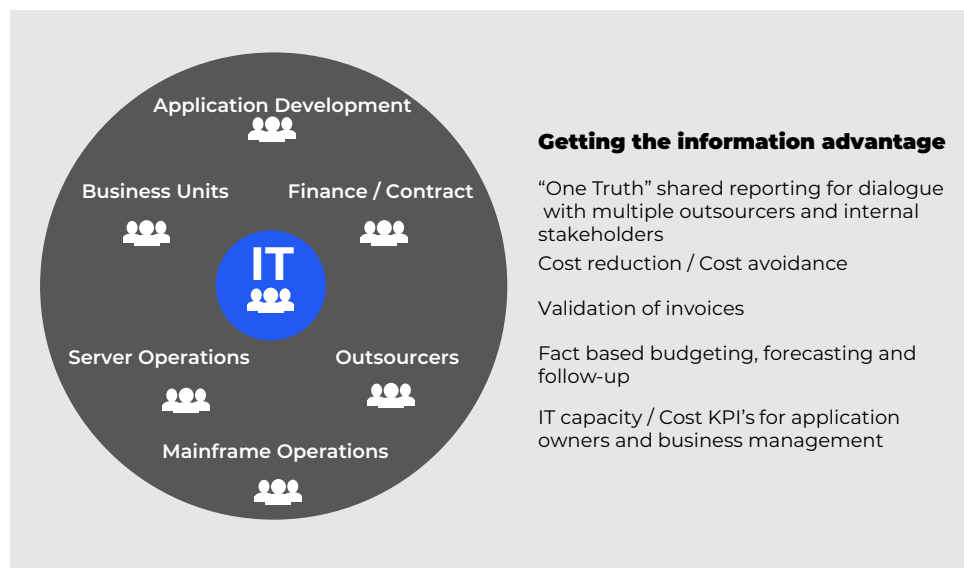 Application Development
Business Units
Finance / Contract
IT
Server Operations
Outsourcers
Mainframe Operations
Getting the information advantage
“One Truth” shared reporting for dialogue
with multiple outsourcers and internal
stakeholders
Cost reduction / Cost avoidance
Validation of invoices
Fact based budgeting, forecasting and
follow-up
IT capacity / Cost KPI’s for application
owners and business management